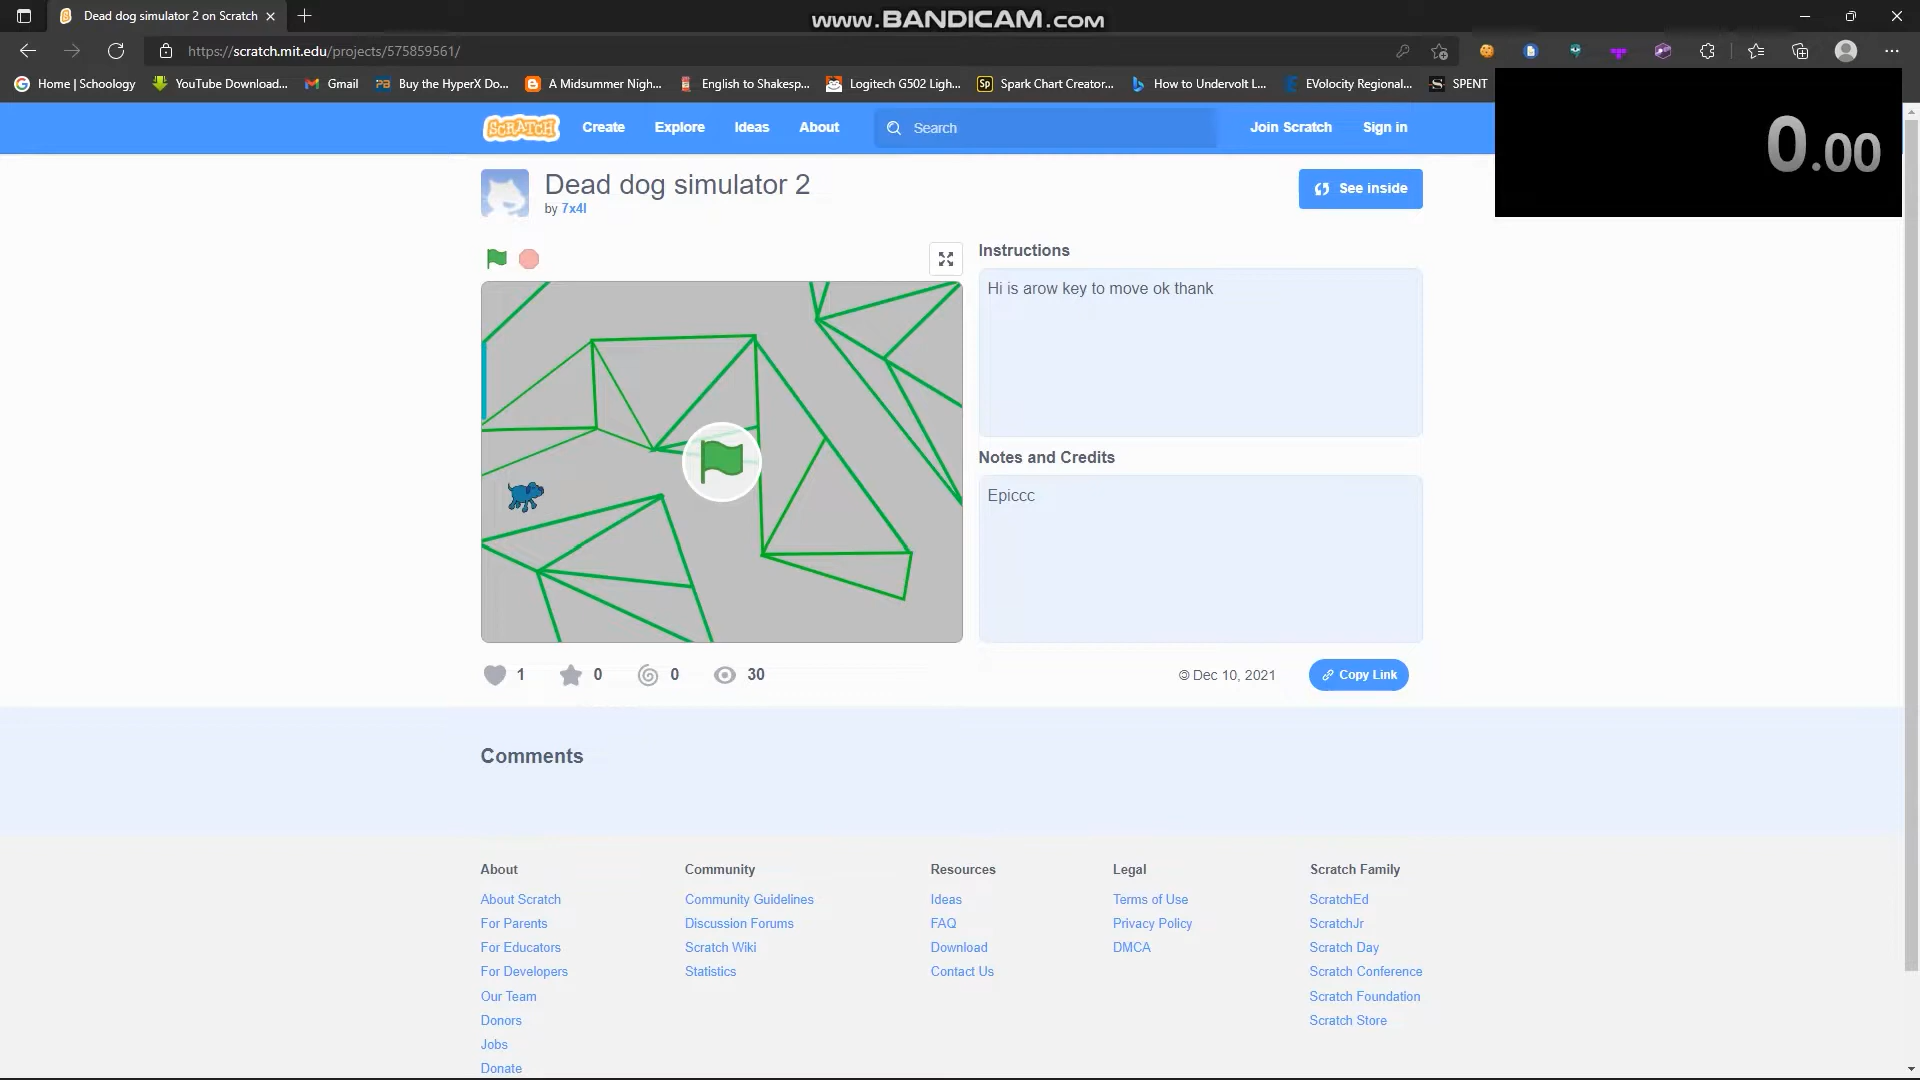 Dead dog simulator 2 on Scratch
www.BANDICAM.com
https://scratch.mit.edu/projects/575859561/
Home | Schoology
YouTube Download...
Gmail
Buy the HyperX Do...
A Midsummer Nigh...
English to Shakesp...
Logitech G502 Ligh...
Spark Chart Creator...
How to Undervolt L...
EVolocity Regional...
SPENT
0.00
SCRATCH
Create
Explore
Ideas
About
Search
Join Scratch
Sign in
Dead dog simulator 2
by 7x4l
See inside
Instructions
Hi is arow key to move ok thank
Notes and Credits
Epiccc
1
0
0
30
© Dec 10, 2021
Copy Link
Comments
About
About Scratch
For Parents
For Educators
For Developers
Our Team
Donors
Jobs
Donate
Community
Community Guidelines
Discussion Forums
Scratch Wiki
Statistics
Resources
Ideas
FAQ
Download
Contact Us
Legal
Terms of Use
Privacy Policy
DMCA
Scratch Family
ScratchEd
ScratchJr
Scratch Day
Scratch Conference
Scratch Foundation
Scratch Store